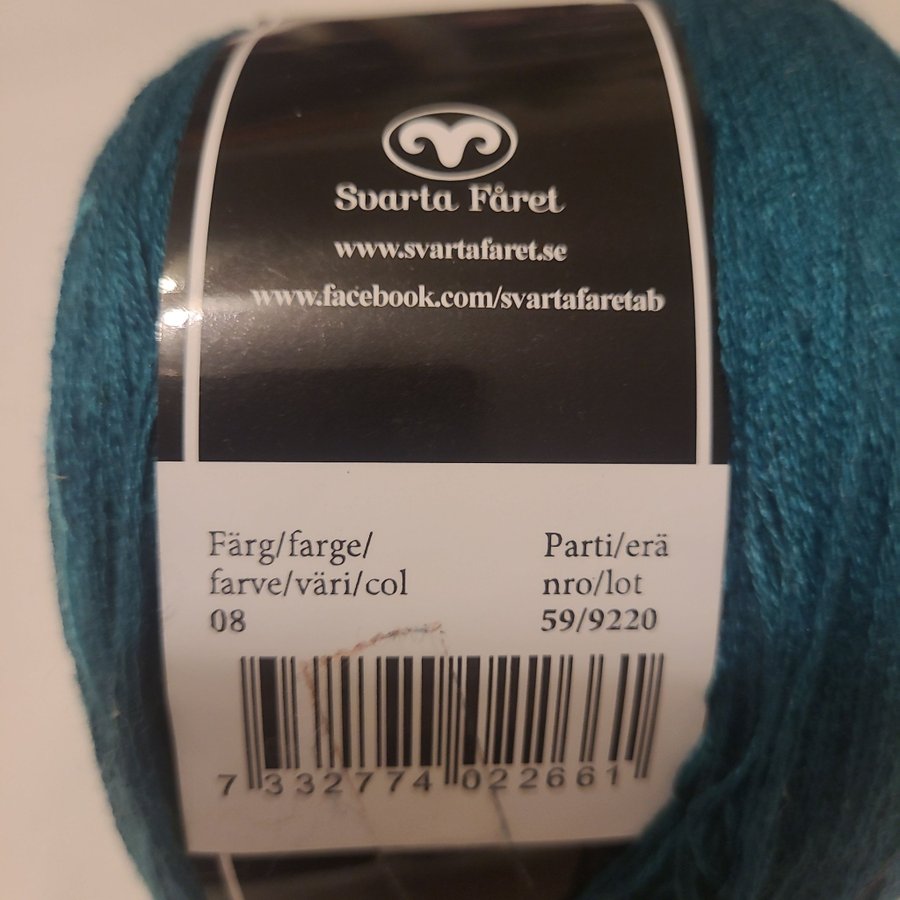 Svarta Fåret
www.svartafaret.se
www.facebook.com/svartafaretab
Färg/farge/
farve/väri/col
08
Parti/erä
nro/lot
59/9220
7 332774 022661